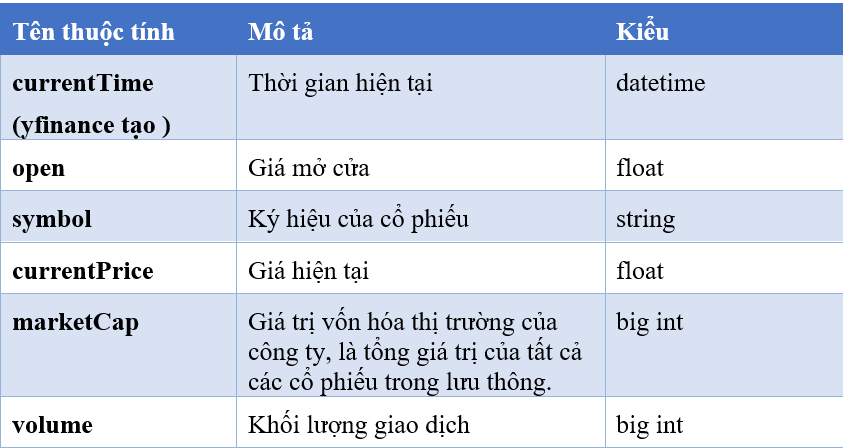 Tên thuộc tính Mô tả Kiểu
currentTime Thời gian hiện tại datetime
(yfinance tạo )
open Giá mở cửa float
symbol Ký hiệu của cổ phiếu string
currentPrice Giá hiện tại float
marketCap Giá trị vốn hóa thị trường của big int
công ty, là tổng giá trị của tất cả
các cổ phiếu trong lưu thông.
volume Khối lượng giao dịch big int